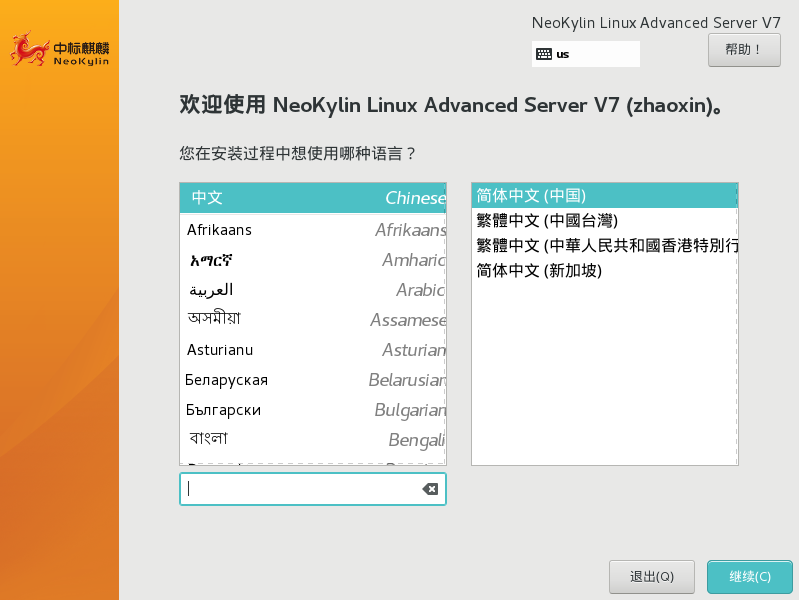 NeoKylin Linux Advanced Server V7
中标麒麟
NeoKylin
us
帮助！
欢迎使用 NeoKylin Linux Advanced Server V7 (zhaoxin)。
您在安装过程中想使用哪种语言？
中文 Chinese
Afrikaans Afrikaans
አማርኛ Amharic
العربية Arabic
অসমীয়া Assamese
Asturianu Asturian
Беларуская Belarusian
Български Bulgarian
বাংলা Bengali
简体中文 (中国)
繁體中文 (中國台灣)
繁體中文 (中華人民共和國香港特別行
简体中文 (新加坡)
退出(Q)
继续(C)